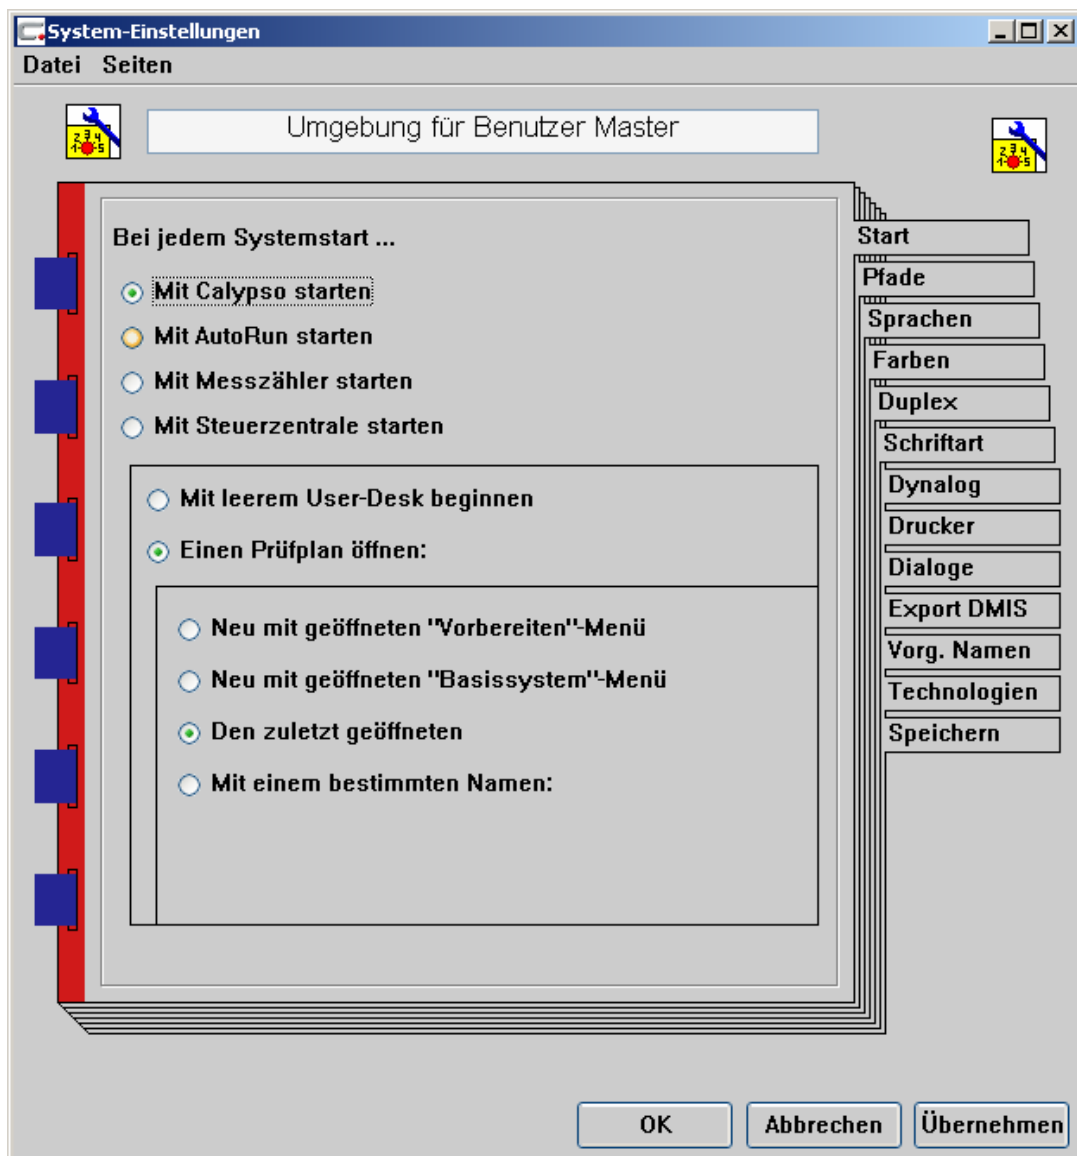 System-Einstellungen
Datei Seiten
Umgebung für Benutzer Master
Bei jedem Systemstart ...
Mit Calypso starten
Mit AutoRun starten
Mit Messzähler starten
Mit Steuerzentrale starten
Mit leerem User-Desk beginnen
Einen Prüfplan öffnen:
Neu mit geöffneten "Vorbereiten"-Menü
Neu mit geöffneten "Basissystem"-Menü
Den zuletzt geöffneten
Mit einem bestimmten Namen:
Start
Pfade
Sprachen
Farben
Duplex
Schriftart
Dynalog
Drucker
Dialoge
Export DMIS
Vorg. Namen
Technologien
Speichern
OK Abbrechen Übernehmen